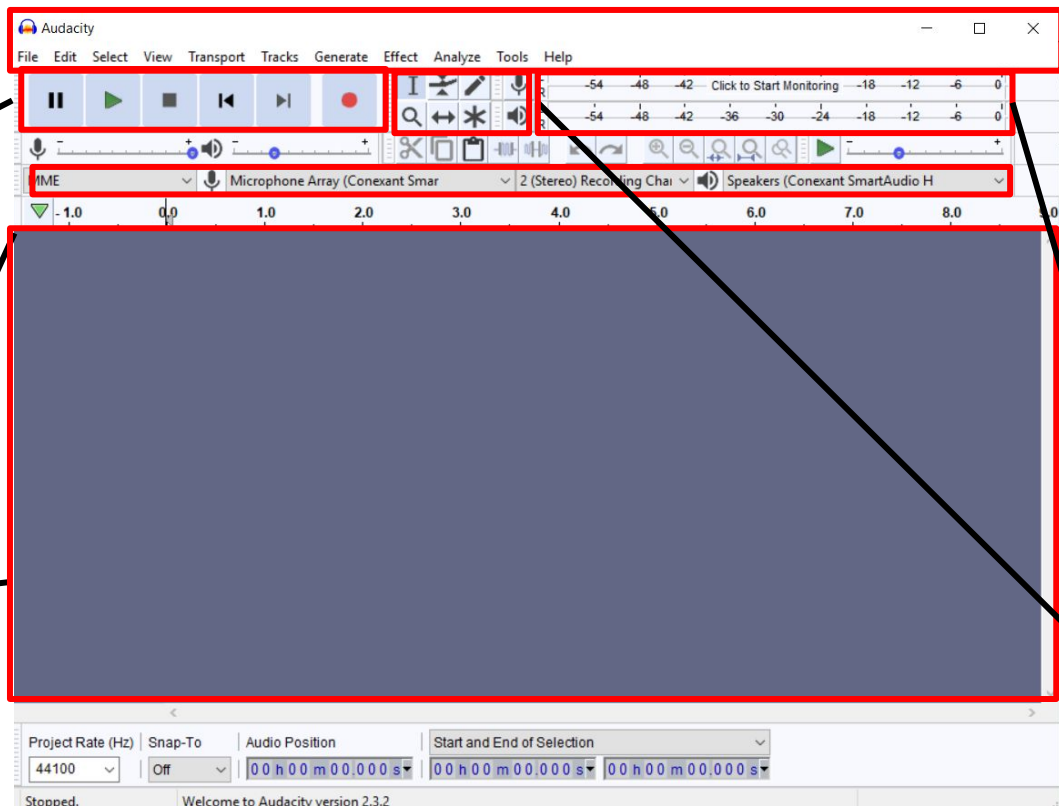 Audacity
File Edit Select View Transport Tracks Generate Effect Analyze Tools Help
-54 -48 -42 Click to Start Monitoring -18 -12 -6 0
R -54 -48 -42 -36 -30 -24 -18 -12 -6 0
- + - + - +
MME Microphone Array (Conexant Smar 2 (Stereo) Recording Chai Speakers (Conexant SmartAudio H
- 1.0 0.0 1.0 2.0 3.0 4.0 5.0 6.0 7.0 8.0 9.0
Project Rate (Hz) Snap-To Audio Position Start and End of Selection
44100 Off 00 h 00 m 00.000 s 00 h 00 m 00.000 s 00 h 00 m 00.000 s
Stopped. Welcome to Audacity version 2.3.2